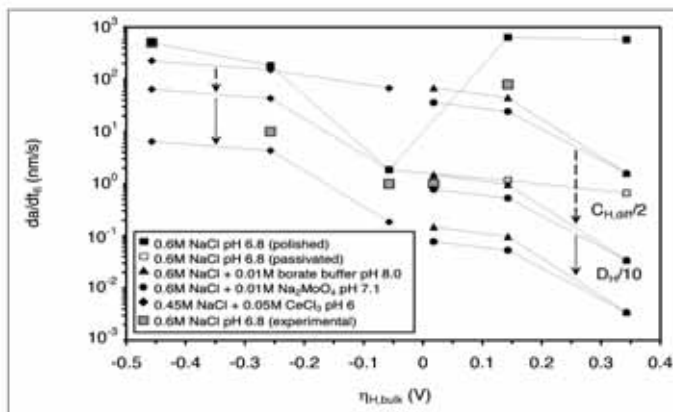 10³
10²
10¹
10⁰
10⁻¹
10⁻²
10⁻³
da/dt₆ (nm/s)
C_H,diff/2
D_H/10
0.6M NaCl pH 6.8 (polished)
0.6M NaCl pH 6.8 (passivated)
0.6M NaCl + 0.01M borate buffer pH 8.0
0.6M NaCl + 0.01M Na₂MoO₄ pH 7.1
0.45M NaCl + 0.05M CeCl₃ pH 6
0.6M NaCl pH 6.8 (experimental)
-0.5 -0.4 -0.3 -0.2 -0.1 0 0.1 0.2 0.3 0.4
η_H,bulk (V)